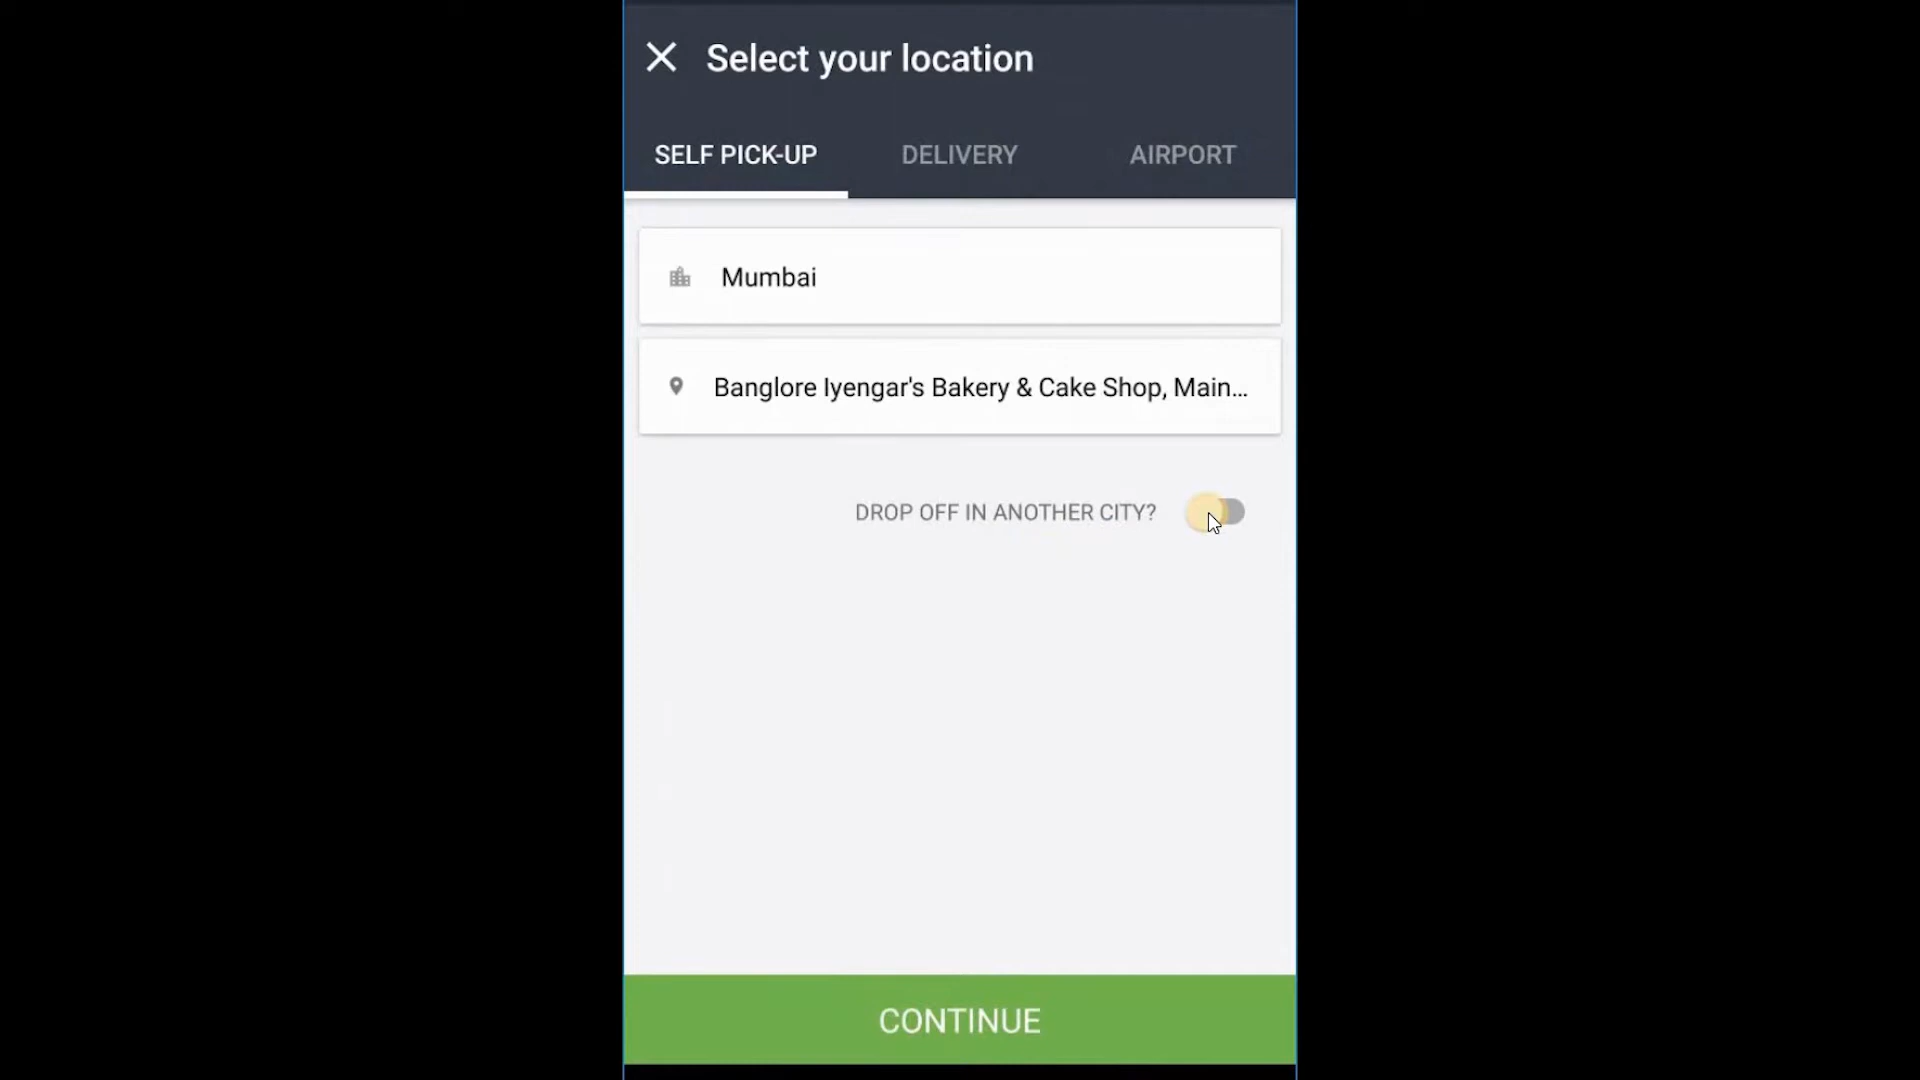 Select your location
SELF PICK-UP DELIVERY AIRPORT
Mumbai
Banglore Iyengar's Bakery & Cake Shop, Main...
DROP OFF IN ANOTHER CITY?
CONTINUE